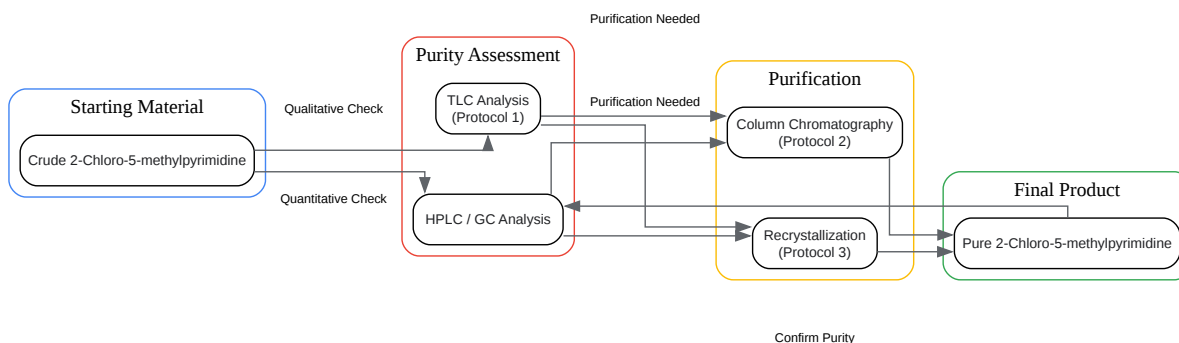 Purification Needed
Purity Assessment
Purification
Starting Material
Qualitative Check
TLC Analysis
(Protocol 1)
Purification Needed
Column Chromatography
(Protocol 2)
Crude 2-Chloro-5-methylpyrimidine
Quantitative Check
HPLC / GC Analysis
Final Product
Recrystallization
(Protocol 3)
Pure 2-Chloro-5-methylpyrimidine
Confirm Purity